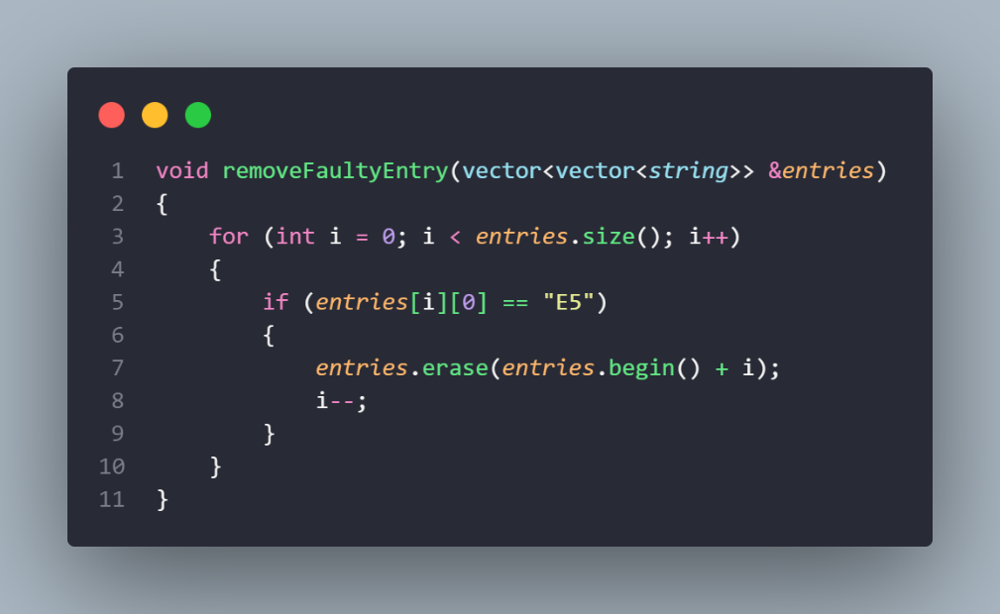 1 void removeFaultyEntry(vector<vector<string>> &entries)
2 {
3     for (int i = 0; i < entries.size(); i++)
4     {
5         if (entries[i][0] == "E5")
6         {
7             entries.erase(entries.begin() + i);
8             i--;
9         }
10     }
11 }